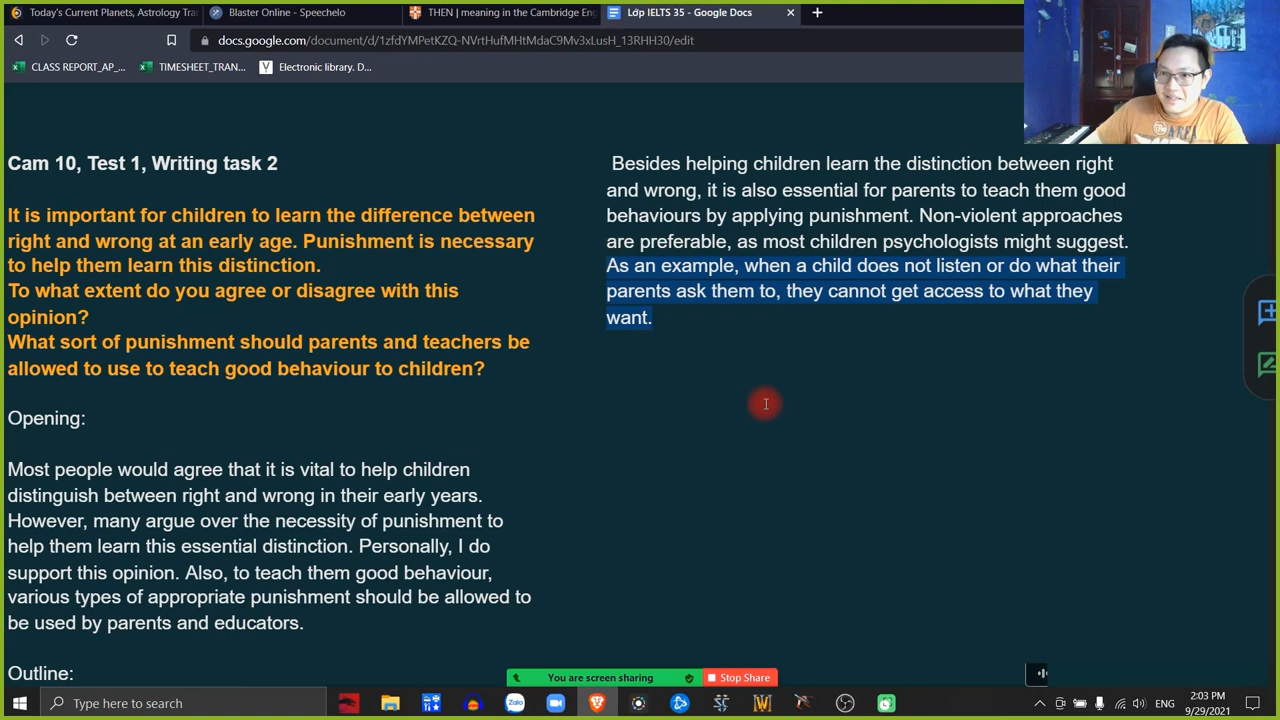 Today's Current Planets, Astrology Tra
Blaster Online - Speechelo
THEN | meaning in the Cambridge Eng
Lớp IELTS 35 - Google Docs
docs.google.com/document/d/1zfdYMPetKZQ-NVrtHufMHtMdaC9Mv3xLusH_13RHH30/edit
CLASS REPORT_AP_...
TIMESHEET_TRAN...
Electronic library. D...
Cam 10, Test 1, Writing task 2
It is important for children to learn the difference between
right and wrong at an early age. Punishment is necessary
to help them learn this distinction.
To what extent do you agree or disagree with this
opinion?
What sort of punishment should parents and teachers be
allowed to use to teach good behaviour to children?
Opening:
Most people would agree that it is vital to help children
distinguish between right and wrong in their early years.
However, many argue over the necessity of punishment to
help them learn this essential distinction. Personally, I do
support this opinion. Also, to teach them good behaviour,
various types of appropriate punishment should be allowed to
be used by parents and educators.
Outline:
Besides helping children learn the distinction between right
and wrong, it is also essential for parents to teach them good
behaviours by applying punishment. Non-violent approaches
are preferable, as most children psychologists might suggest.
As an example, when a child does not listen or do what their
parents ask them to, they cannot get access to what they
want.
You are screen sharing
Stop Share
Type here to search
Zalo
ENG
2:03 PM
9/29/2021